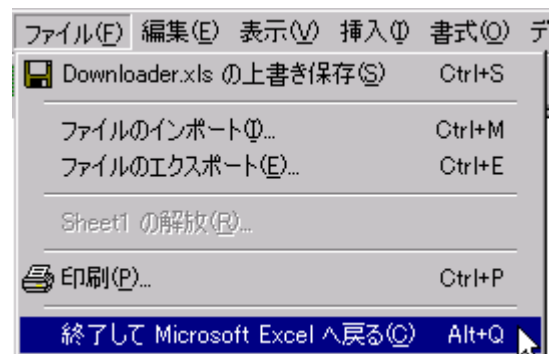 ファイル(F) 編集(E) 表示(V) 挿入(I) 書式(O) デ
Downloader.xls の上書き保存(S) Ctrl+S
ファイルのインポート(I)... Ctrl+M
ファイルのエクスポート(E)... Ctrl+E
Sheet1 の解放(R)...
印刷(P)... Ctrl+P
終了して Microsoft Excel へ戻る(C) Alt+Q